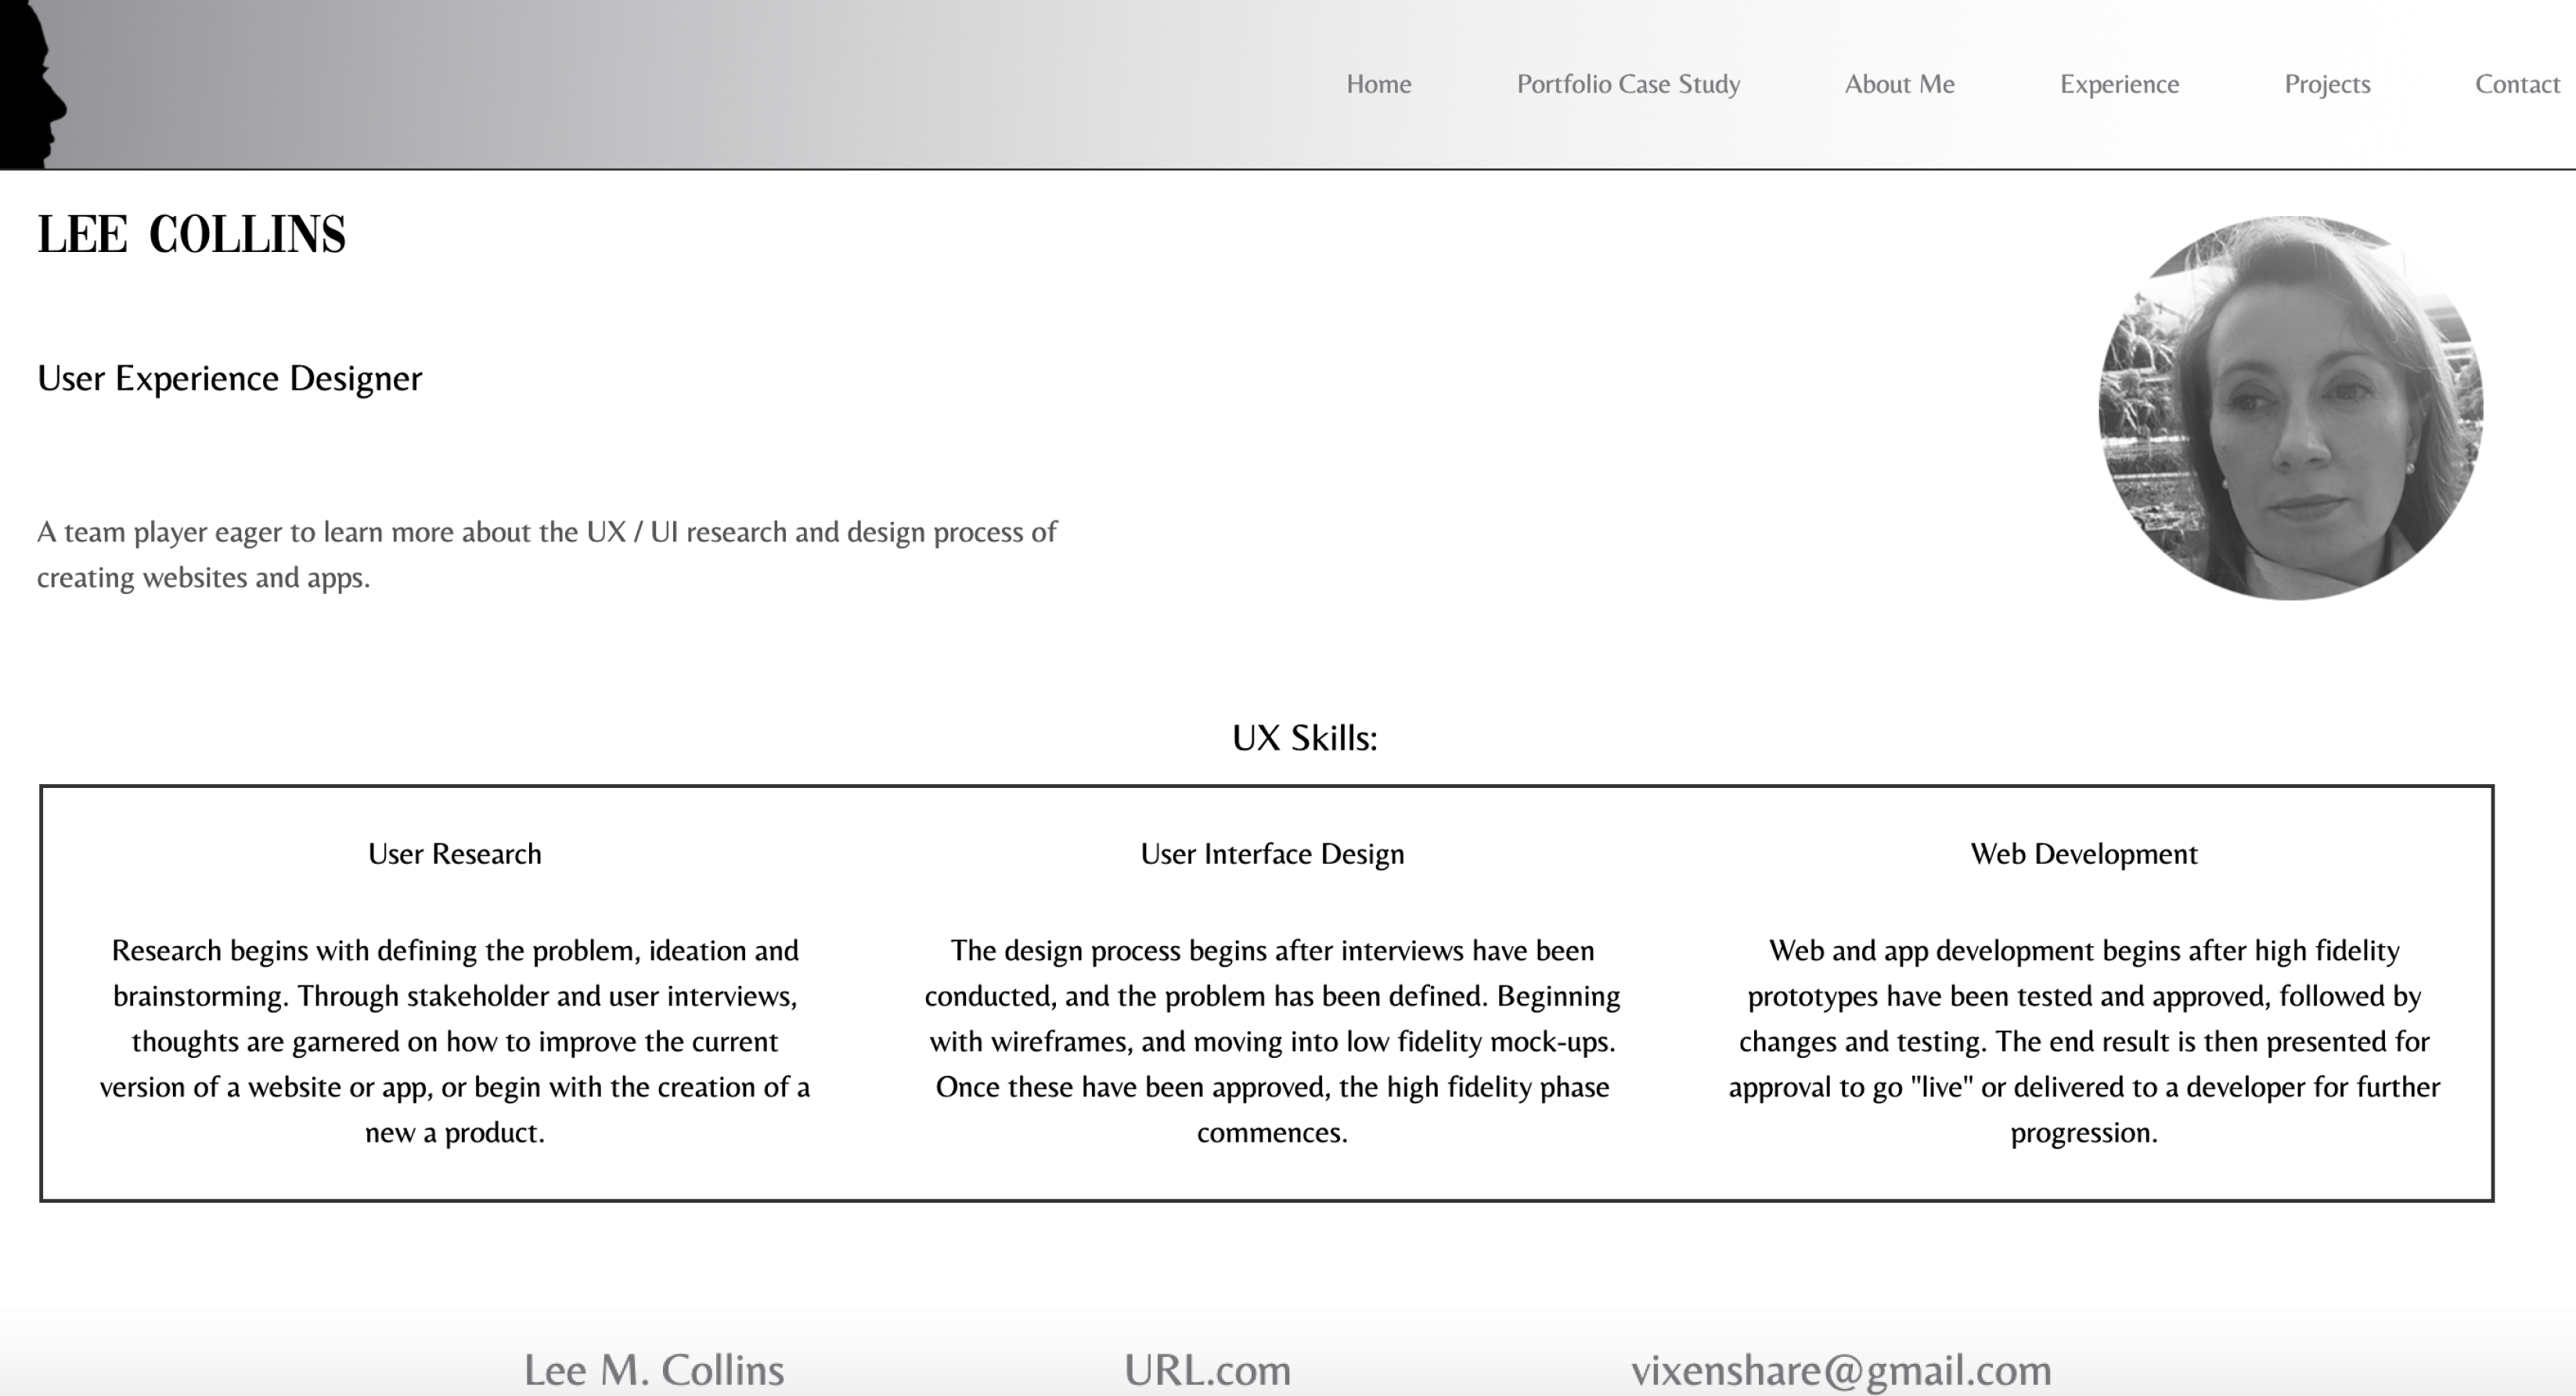 Home Portfolio Case Study About Me Experience Projects Contact
LEE COLLINS
User Experience Designer
A team player eager to learn more about the UX / UI research and design process of
creating websites and apps.
UX Skills:
User Research
Research begins with defining the problem, ideation and
brainstorming. Through stakeholder and user interviews,
thoughts are garnered on how to improve the current
version of a website or app, or begin with the creation of a
new a product.
User Interface Design
The design process begins after interviews have been
conducted, and the problem has been defined. Beginning
with wireframes, and moving into low fidelity mock-ups.
Once these have been approved, the high fidelity phase
commences.
Web Development
Web and app development begins after high fidelity
prototypes have been tested and approved, followed by
changes and testing. The end result is then presented for
approval to go "live" or delivered to a developer for further
progression.
Lee M. Collins URL.com vixenshare@gmail.com